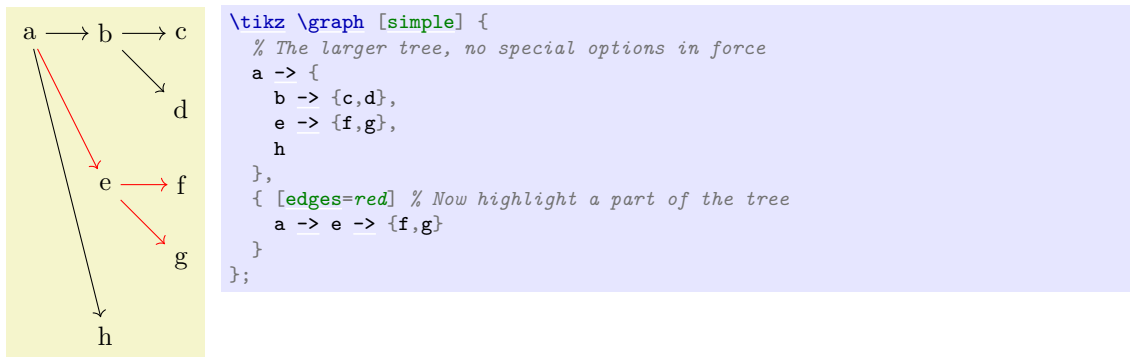 a b c
d
e f
g
h
\tikz \graph [simple] {
  % The larger tree, no special options in force
  a -> {
    b -> {c,d},
    e -> {f,g},
    h
  },
  { [edges=red] % Now highlight a part of the tree
    a -> e -> {f,g}
  }
};